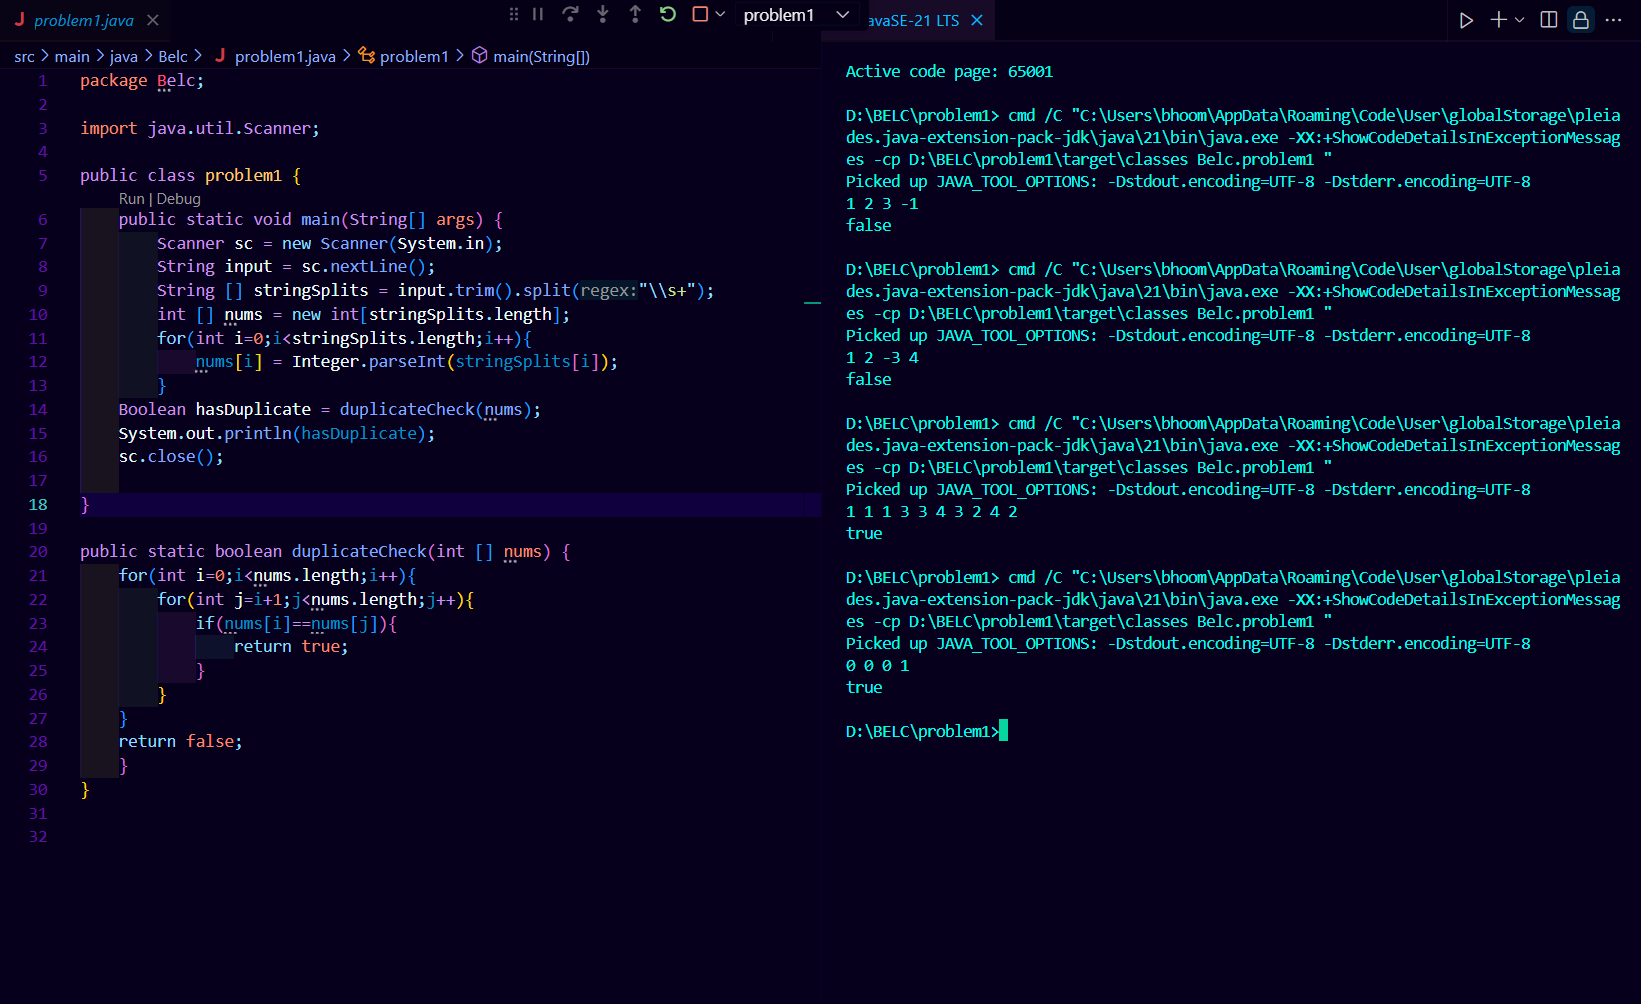 problem1.java
problem1
avaSE-21 LTS
src > main > java > Belc > problem1.java > problem1 > main(String[])
1 package Belc;
2
3 import java.util.Scanner;
4
5 public class problem1 {
Run | Debug
6 public static void main(String[] args) {
7 Scanner sc = new Scanner(System.in);
8 String input = sc.nextLine();
9 String [] stringSplits = input.trim().split(regex:"\\s+");
10 int [] nums = new int[stringSplits.length];
11 for(int i=0;i<stringSplits.length;i++){
12 nums[i] = Integer.parseInt(stringSplits[i]);
13 }
14 Boolean hasDuplicate = duplicateCheck(nums);
15 System.out.println(hasDuplicate);
16 sc.close();
17
18 }
19
20 public static boolean duplicateCheck(int [] nums) {
21 for(int i=0;i<nums.length;i++){
22 for(int j=i+1;j<nums.length;j++){
23 if(nums[i]==nums[j]){
24 return true;
25 }
26 }
27 }
28 return false;
29 }
30 }
31
32
Active code page: 65001
D:\BELC\problem1> cmd /C "C:\Users\bhoom\AppData\Roaming\Code\User\globalStorage\pleia
des.java-extension-pack-jdk\java\21\bin\java.exe -XX:+ShowCodeDetailsInExceptionMessag
es -cp D:\BELC\problem1\target\classes Belc.problem1 "
Picked up JAVA_TOOL_OPTIONS: -Dstdout.encoding=UTF-8 -Dstderr.encoding=UTF-8
1 2 3 -1
false
D:\BELC\problem1> cmd /C "C:\Users\bhoom\AppData\Roaming\Code\User\globalStorage\pleia
des.java-extension-pack-jdk\java\21\bin\java.exe -XX:+ShowCodeDetailsInExceptionMessag
es -cp D:\BELC\problem1\target\classes Belc.problem1 "
Picked up JAVA_TOOL_OPTIONS: -Dstdout.encoding=UTF-8 -Dstderr.encoding=UTF-8
1 2 -3 4
false
D:\BELC\problem1> cmd /C "C:\Users\bhoom\AppData\Roaming\Code\User\globalStorage\pleia
des.java-extension-pack-jdk\java\21\bin\java.exe -XX:+ShowCodeDetailsInExceptionMessag
es -cp D:\BELC\problem1\target\classes Belc.problem1 "
Picked up JAVA_TOOL_OPTIONS: -Dstdout.encoding=UTF-8 -Dstderr.encoding=UTF-8
1 1 1 3 3 4 3 2 4 2
true
D:\BELC\problem1> cmd /C "C:\Users\bhoom\AppData\Roaming\Code\User\globalStorage\pleia
des.java-extension-pack-jdk\java\21\bin\java.exe -XX:+ShowCodeDetailsInExceptionMessag
es -cp D:\BELC\problem1\target\classes Belc.problem1 "
Picked up JAVA_TOOL_OPTIONS: -Dstdout.encoding=UTF-8 -Dstderr.encoding=UTF-8
0 0 0 1
true
D:\BELC\problem1>